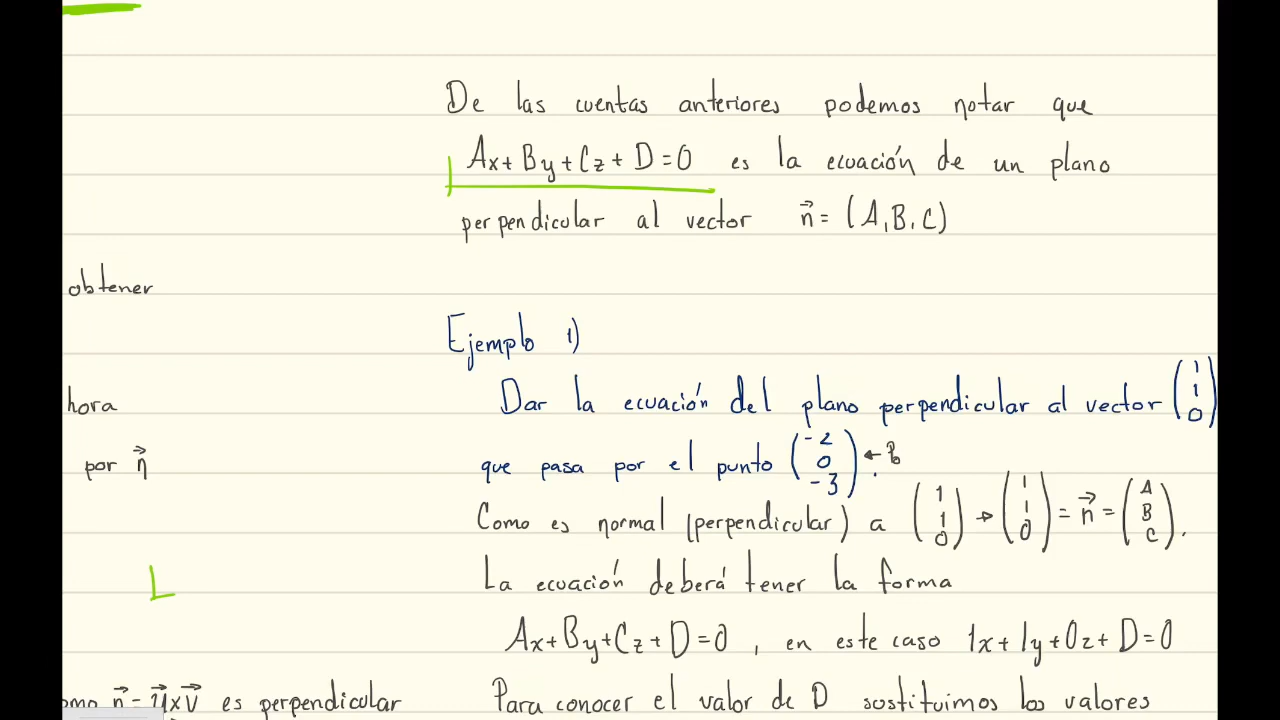 De las cuentas anteriores podemos notar que
Ax+By+Cz+D=0 es la ecuación de un plano
perpendicular al vector n⃗=(A,B,C)
obtener
Ejemplo 1)
hora
Dar la ecuación del plano perpendicular al vector (1 1 0)
por n⃗
que pasa por el punto (-2 0 -3) ← P₀.
Como es normal (perpendicular) a (1 1 0) → (1 1 0) = n⃗ = (A B C).
La ecuación deberá tener la forma
Ax+By+Cz+D=0, en este caso 1x+1y+0z+D=0
omo n⃗=u⃗×v⃗ es perpendicular
Para conocer el valor de D sustituimos los valores